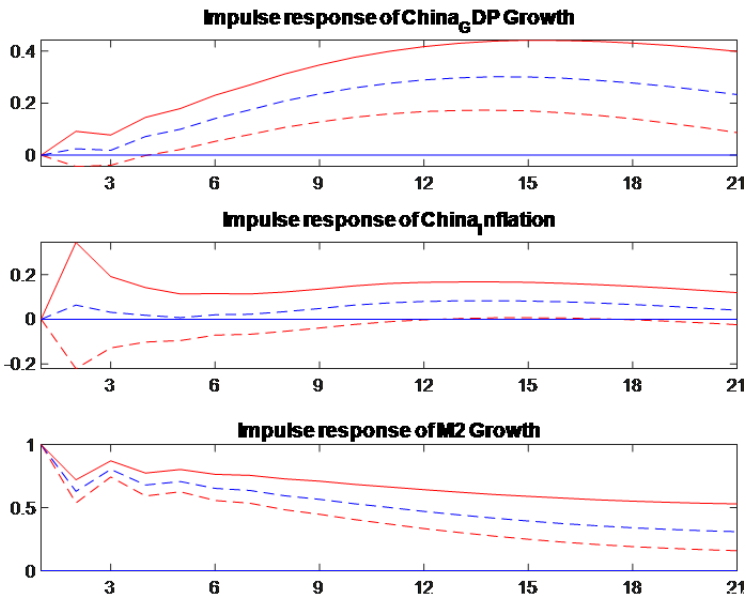 Impulse response of China_GDP Growth
0.4
0.2
0
3 6 9 12 15 18 21
Impulse response of China_Inflation
0.2
0
-0.2
3 6 9 12 15 18 21
Impulse response of M2 Growth
1
0.5
0
3 6 9 12 15 18 21